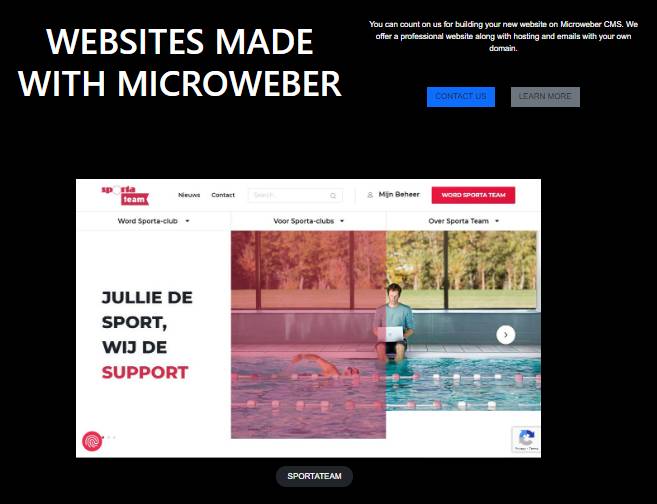 WEBSITES MADE
WITH MICROWEBER
You can count on us for building your new website on Microweber CMS. We
offer a professional website along with hosting and emails with your own
domain.
CONTACT US
LEARN MORE
sporta
team
Nieuws
Contact
Search...
Mijn Beheer
WORD SPORTA TEAM
Word Sporta-club
Voor Sporta-clubs
Over Sporta Team
JULLIE DE
SPORT,
WIJ DE
SUPPORT
Privacy - Terms
SPORTATEAM